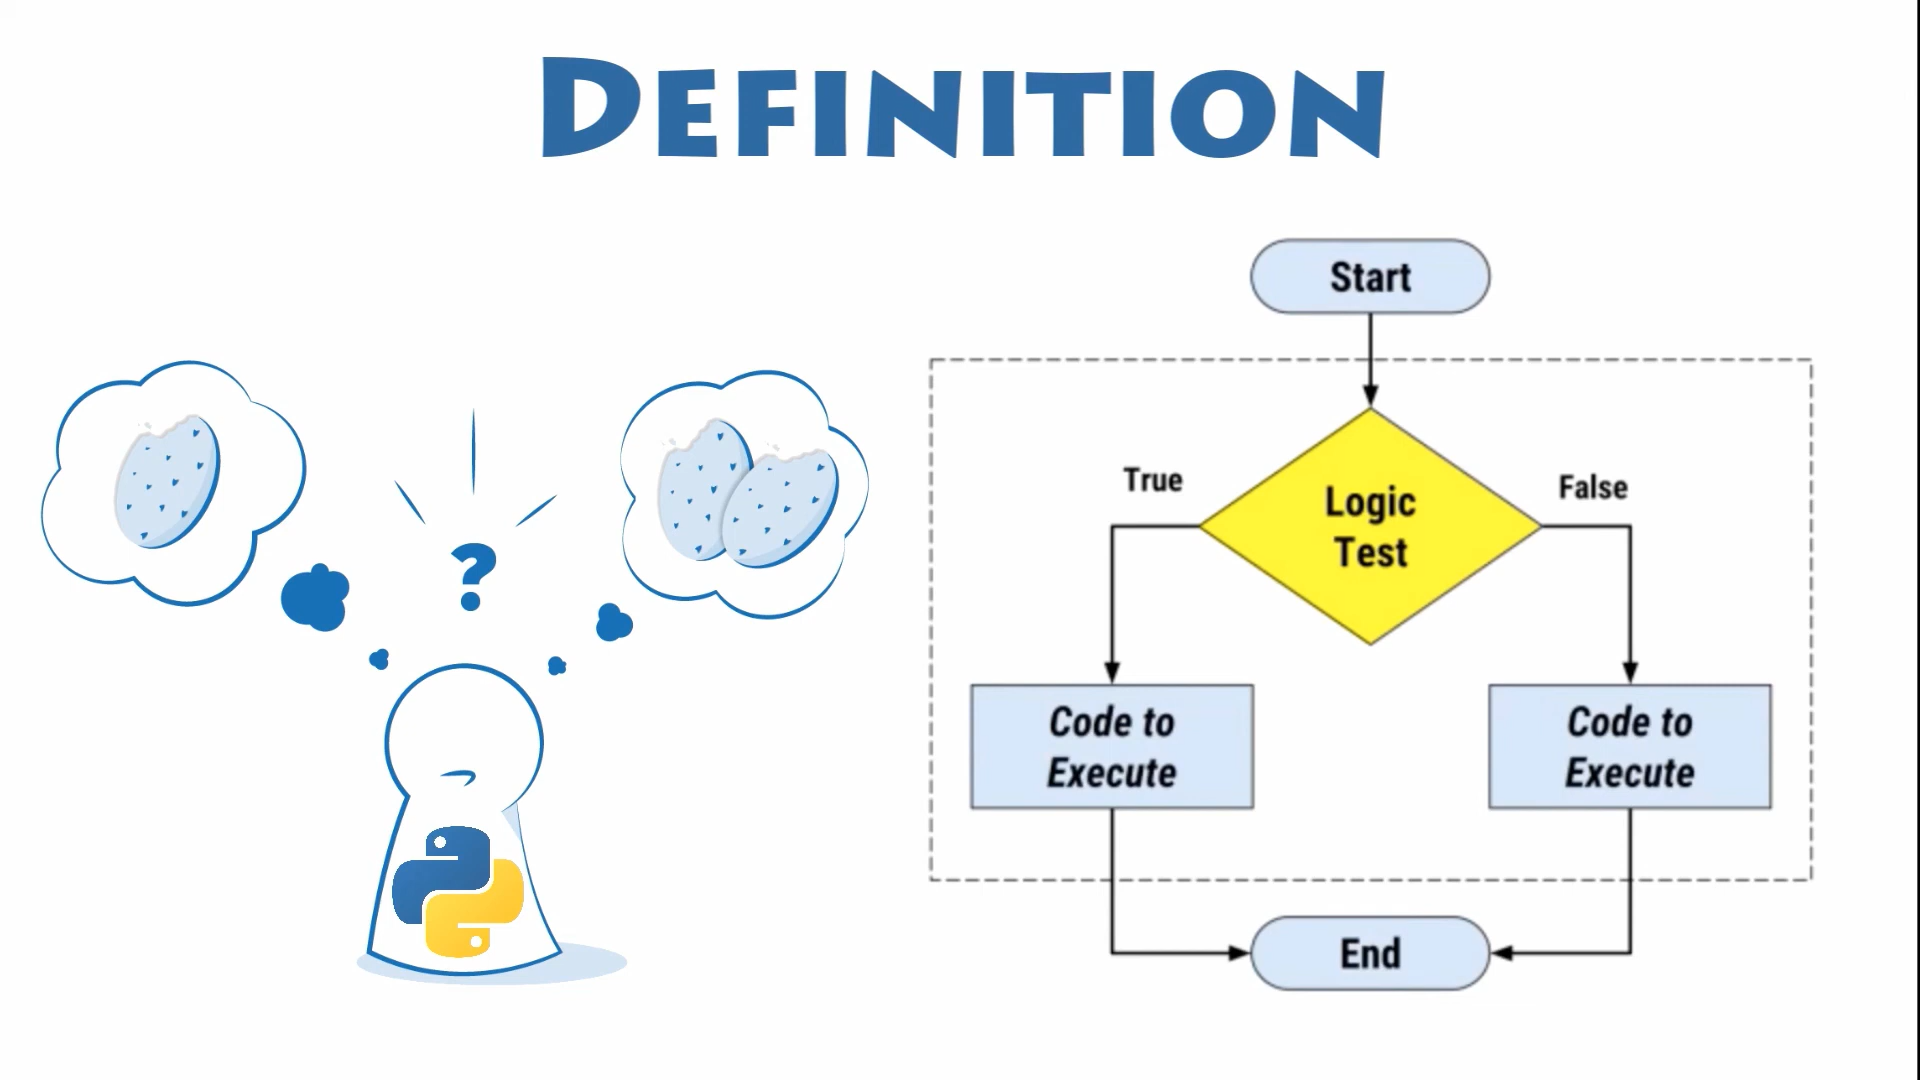 DEFINITION
?
Start
True
False
Logic
Test
Code to
Execute
Code to
Execute
End